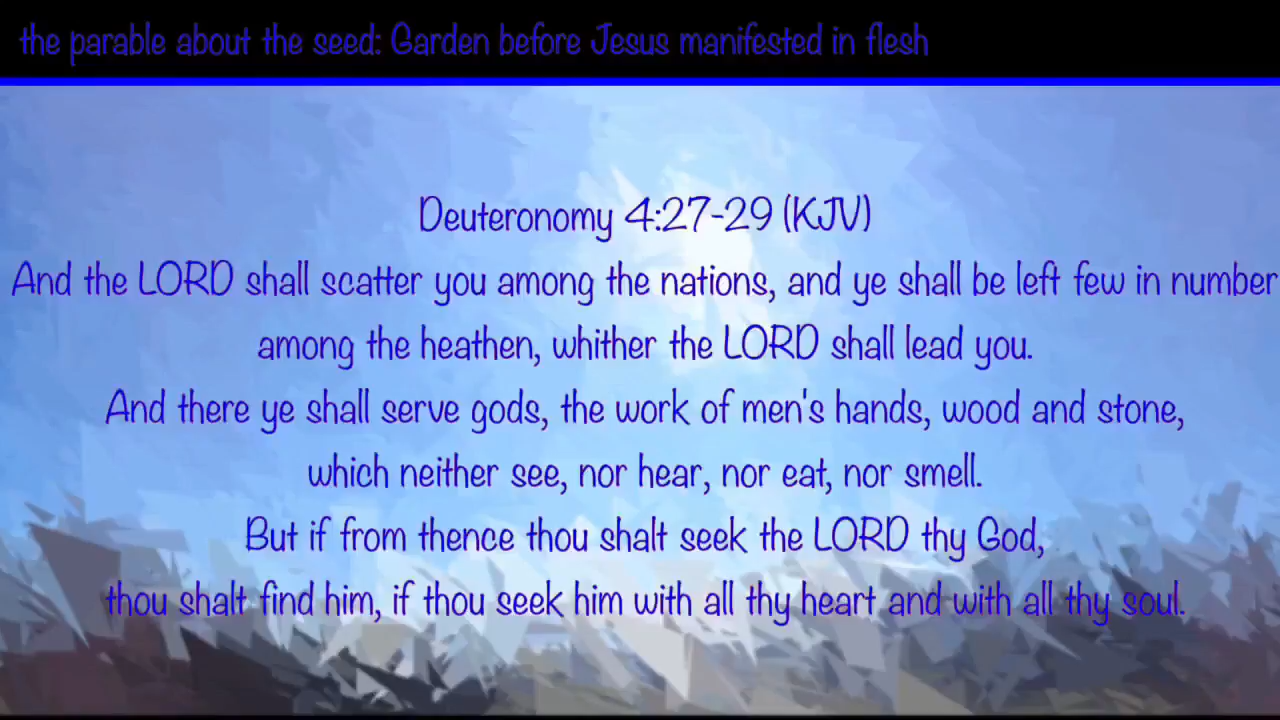 the parable about the seed: Garden before Jesus manifested in flesh
Deuteronomy 4:27-29 (KJV)
And the LORD shall scatter you among the nations, and ye shall be left few in number
among the heathen, whither the LORD shall lead you.
And there ye shall serve gods, the work of men's hands, wood and stone,
which neither see, nor hear, nor eat, nor smell.
But if from thence thou shalt seek the LORD thy God,
thou shalt find him, if thou seek him with all thy heart and with all thy soul.